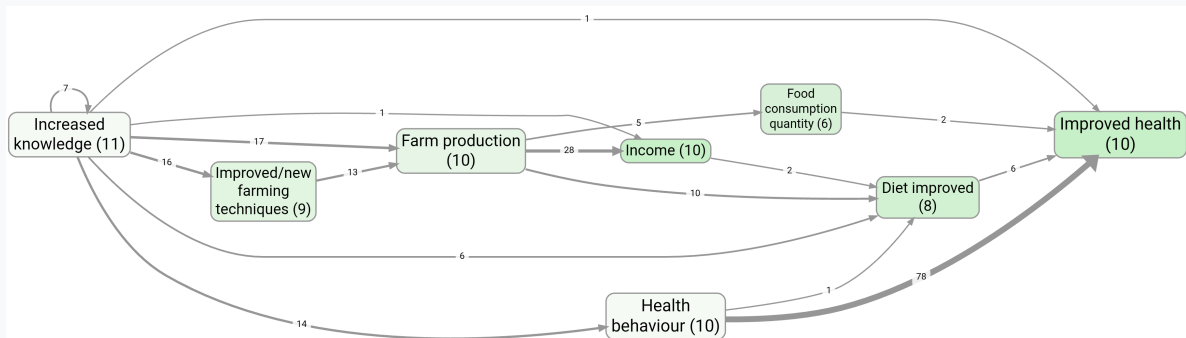 1
7
Increased
knowledge (11)
1
17
16
Improved/new
farming
techniques (9)
13
Farm production
(10)
5
28
10
Income (10)
Food
consumption
quantity (6)
2
2
Diet improved
(8)
6
Improved health
(10)
6
14
Health
behaviour (10)
1
78